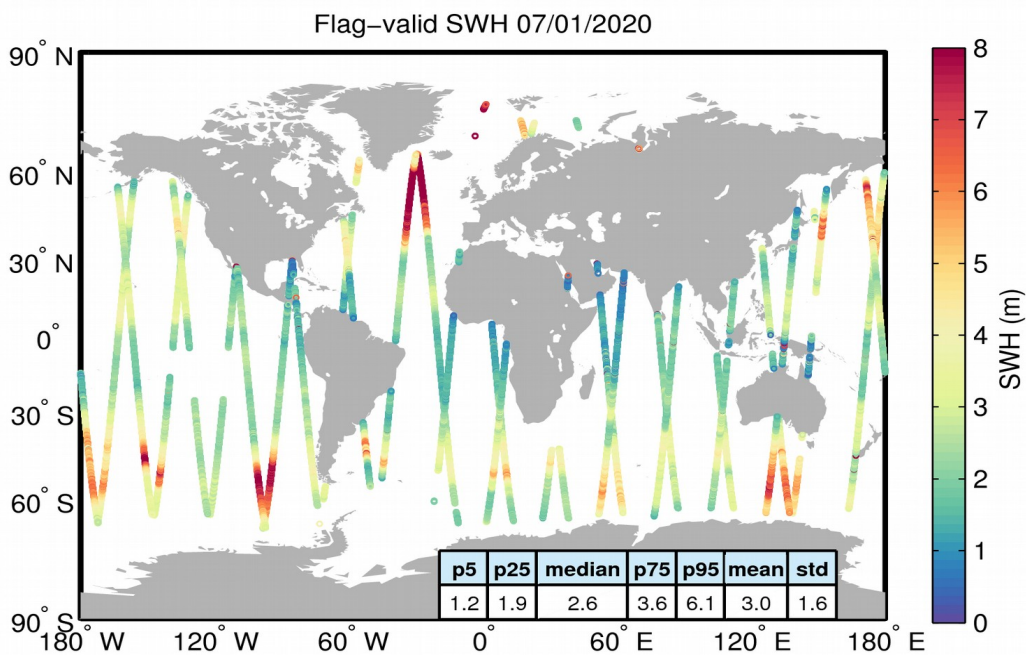 Flag−valid SWH 07/01/2020
90° N
60° N
30° N
0°
30° S
60° S
90° S
180° W
120° W
60° W
0°
60° E
120° E
180° E
p5 p25 median p75 p95 mean std
1.2 1.9 2.6 3.6 6.1 3.0 1.6
8
7
6
5
4
3
2
1
0
SWH (m)